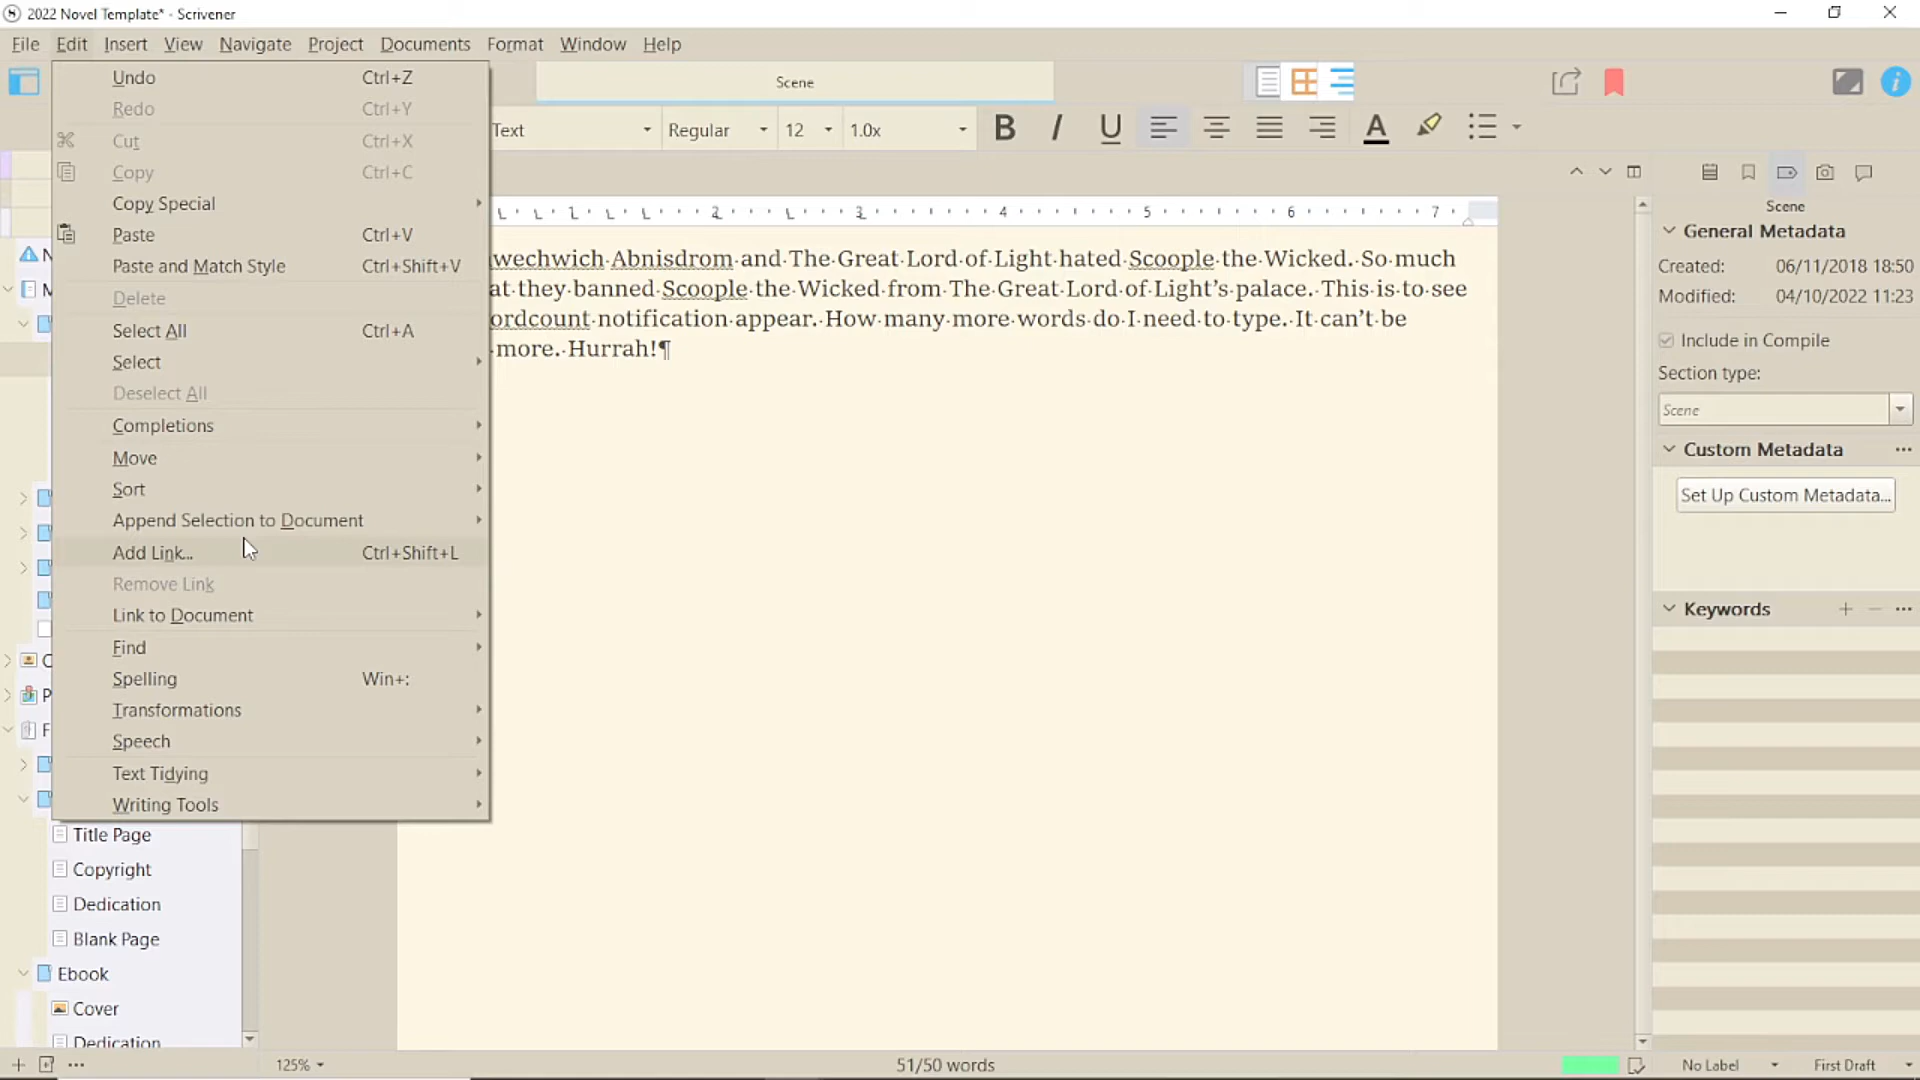 2022 Novel Template* - Scrivener
File Edit Insert View Navigate Project Documents Format Window Help
Scene
Text Regular 12 1.0x B I U A
Undo Ctrl+Z
Redo Ctrl+Y
Cut Ctrl+X
Copy Ctrl+C
Copy Special
Paste Ctrl+V
Paste and Match Style Ctrl+Shift+V
Delete
Select All Ctrl+A
Select
Deselect All
Completions
Move
Sort
Append Selection to Document
Add Link... Ctrl+Shift+L
Remove Link
Link to Document
Find
Spelling Win+:
Transformations
Speech
Text Tidying
Writing Tools
N
M
C
P
F
Title Page
Copyright
Dedication
Blank Page
Ebook
Cover
Dedication
1 2 3 4 5 6 7
wechwich Abnisdrom and The Great Lord of Light hated Scoople the Wicked. So much
at they banned Scoople the Wicked from The Great Lord of Light's palace. This is to see
ordcount notification appear. How many more words do I need to type. It can't be
more. Hurrah!¶
Scene
General Metadata
Created: 06/11/2018 18:50
Modified: 04/10/2022 11:23
Include in Compile
Section type:
Scene
Custom Metadata ...
Set Up Custom Metadata...
Keywords + − ...
125%
51/50 words
No Label
First Draft